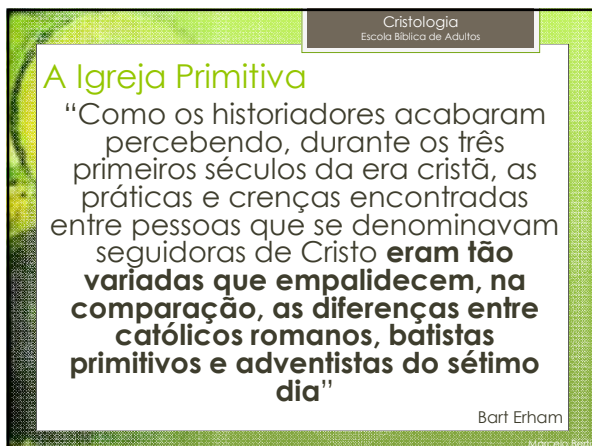 Cristologia
Escola Bíblica de Adultos
A Igreja Primitiva
“Como os historiadores acabaram
percebendo, durante os três
primeiros séculos da era cristã, as
práticas e crenças encontradas
entre pessoas que se denominavam
seguidoras de Cristo eram tão
variadas que empalidecem, na
comparação, as diferenças entre
católicos romanos, batistas
primitivos e adventistas do sétimo
dia”
Bart Erham
Marcelo Berti